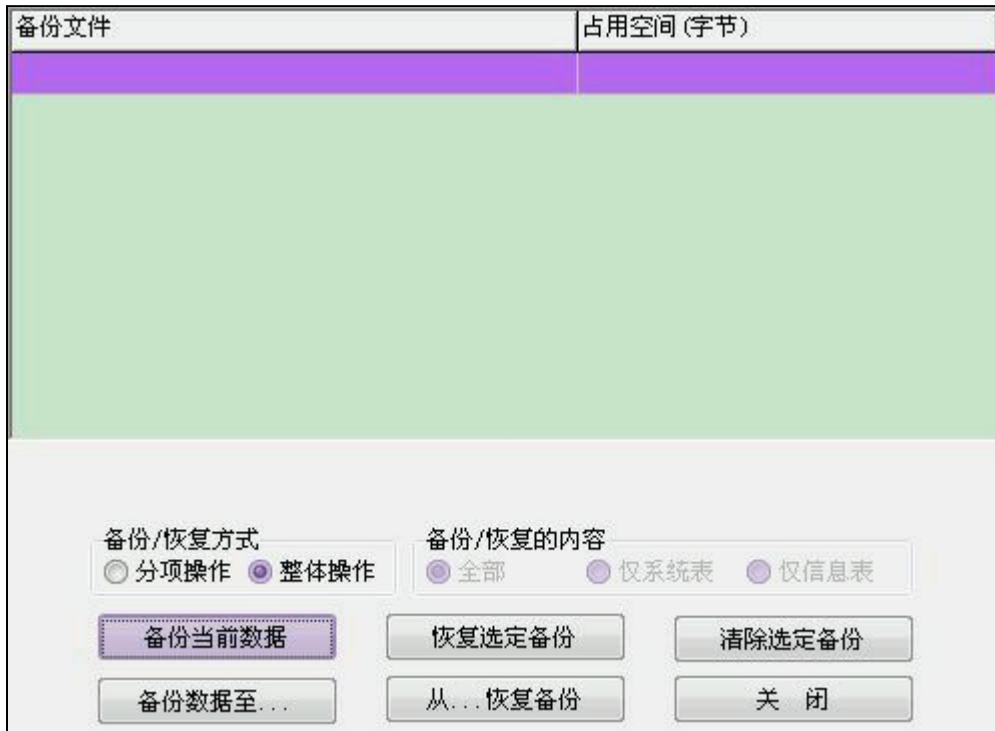 备份文件 占用空间(字节)
备份/恢复方式 备份/恢复的内容
分项操作 整体操作 全部 仅系统表 仅信息表
备份当前数据 恢复选定备份 清除选定备份
备份数据至... 从...恢复备份 关 闭